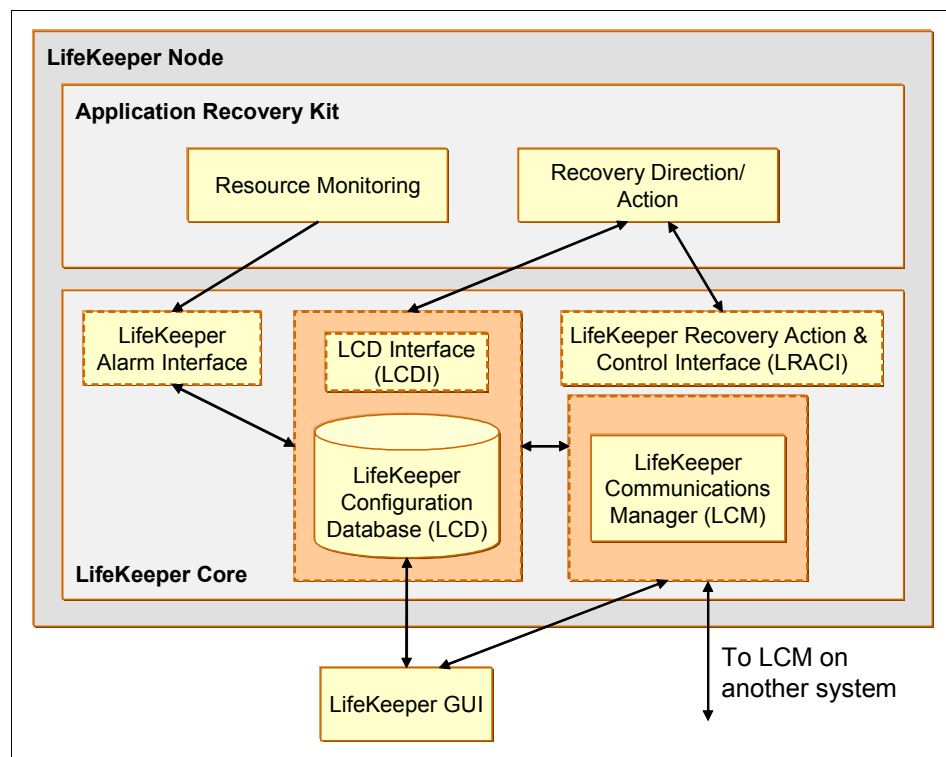 LifeKeeper Node
Application Recovery Kit
Resource Monitoring
Recovery Direction/
Action
LifeKeeper
Alarm Interface
LCD Interface
(LCDI)
LifeKeeper Recovery Action &
Control Interface (LRACI)
LifeKeeper
Configuration
Database (LCD)
LifeKeeper
Communications
Manager (LCM)
LifeKeeper Core
LifeKeeper GUI
To LCM on
another system